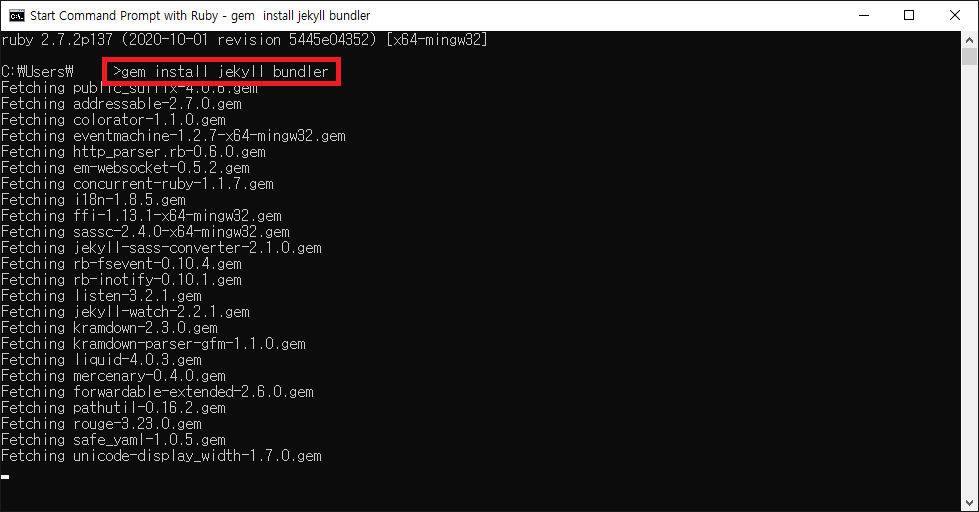 Start Command Prompt with Ruby - gem  install jekyll bundler
ruby 2.7.2p137 (2020-10-01 revision 5445e04352) [x64-mingw32]
C:₩Users₩     >gem install jekyll bundler
Fetching public_suffix-4.0.6.gem
Fetching addressable-2.7.0.gem
Fetching colorator-1.1.0.gem
Fetching eventmachine-1.2.7-x64-mingw32.gem
Fetching http_parser.rb-0.6.0.gem
Fetching em-websocket-0.5.2.gem
Fetching concurrent-ruby-1.1.7.gem
Fetching i18n-1.8.5.gem
Fetching ffi-1.13.1-x64-mingw32.gem
Fetching sassc-2.4.0-x64-mingw32.gem
Fetching jekyll-sass-converter-2.1.0.gem
Fetching rb-fsevent-0.10.4.gem
Fetching rb-inotify-0.10.1.gem
Fetching listen-3.2.1.gem
Fetching jekyll-watch-2.2.1.gem
Fetching kramdown-2.3.0.gem
Fetching kramdown-parser-gfm-1.1.0.gem
Fetching liquid-4.0.3.gem
Fetching mercenary-0.4.0.gem
Fetching forwardable-extended-2.6.0.gem
Fetching pathutil-0.16.2.gem
Fetching rouge-3.23.0.gem
Fetching safe_yaml-1.0.5.gem
Fetching unicode-display_width-1.7.0.gem